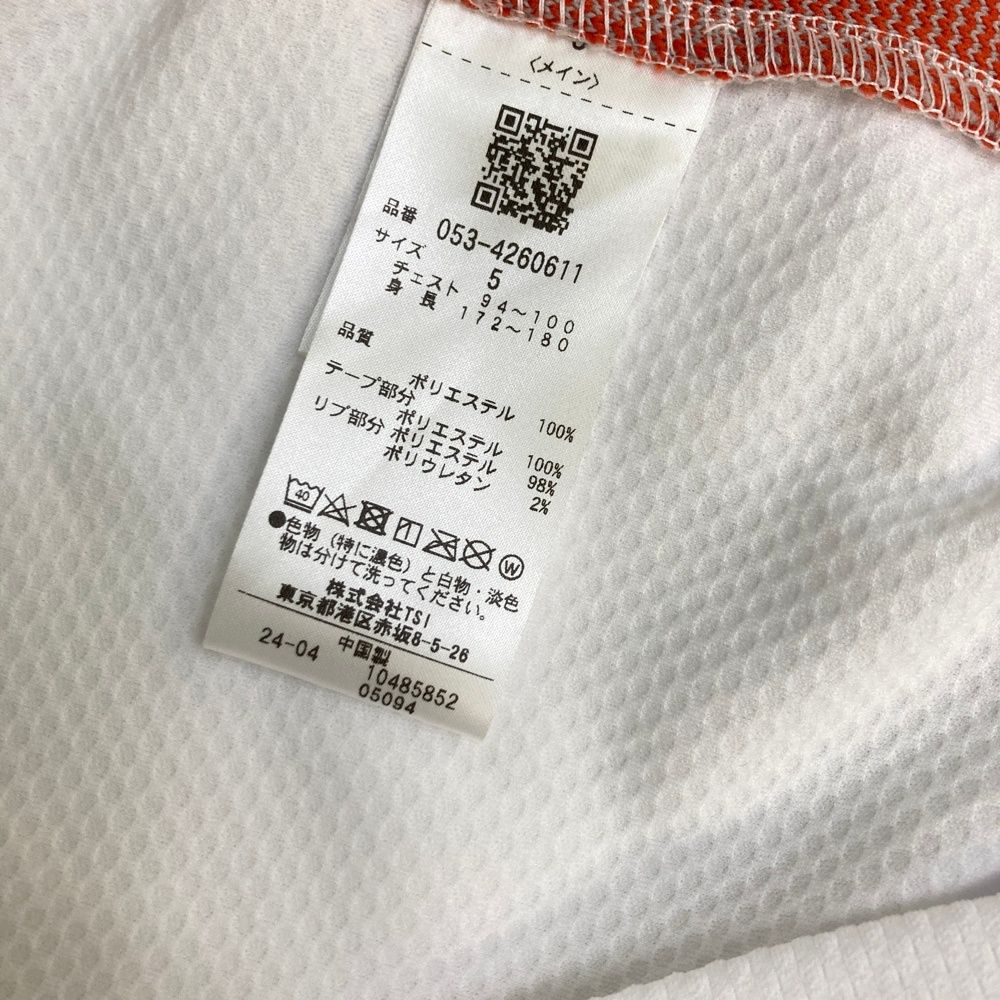 〈メイン〉
品番 053-4260611
サイズ 5
チェスト 94～100
身長 172～180
品質
ポリエステル 100%
テープ部分
ポリエステル 100%
リブ部分 ポリエステル 98%
ポリウレタン 2%
40
W
●色物（特に濃色）と白物・淡色
物は分けて洗ってください。
株式会社TSI
東京都港区赤坂8-5-26
24-04 中国製
10485852
05094